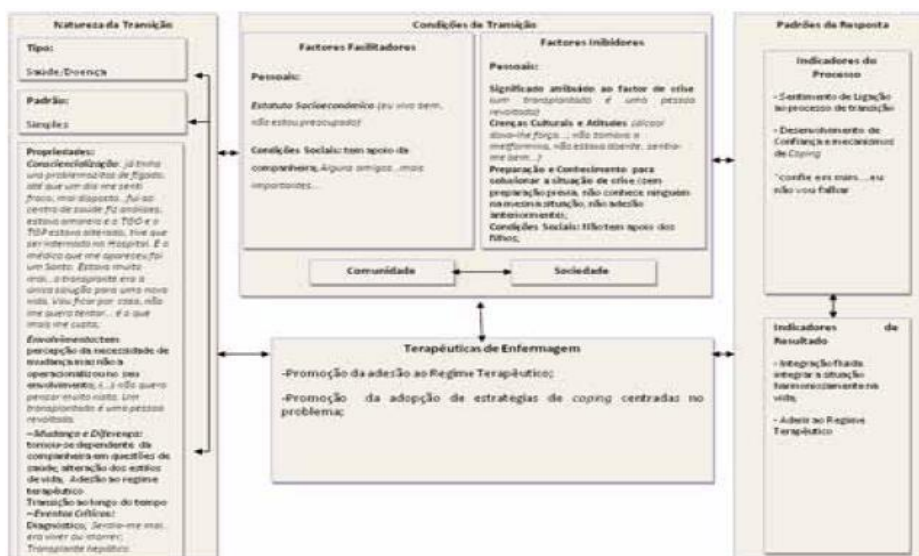 Natureza da Transição
Tipo:
Saúde/Doença
Padrão:
Simples
Propriedades:
Consciencialização: já tinha
uns problemazitos de fígado,
até que um dia me senti
fraco, mal disposto...fui ao
centro de saúde fiz análises,
estava amarelo e o TGO e o
TGP estava alterado, tive que
ser internado no Hospital. E o
médico que me apareceu foi
um Santo. Estava muito
mal...o transplante era a
única solução para uma nova
vida. Vou ficar por casa, não
me quero tentar... é o que
mais me custa;
Envolvimento: tem
percepção da necessidade de
mudança mas não a
operacionalizou no seu
envolvimento, (...) não quero
pensar muito nisto. Um
transplantado é uma pessoa
revoltada.
–Mudança e Diferença:
tornou-se dependente da
companheira em questões de
saúde, alteração dos estilos
de vida, Adesão ao regime
terapêutico
Transição ao longo do tempo
–Eventos Críticos:
Diagnóstico; Sentia-me mal...
era viver ou morrer;
Transplante hepático.
Condições de Transição
Factores Facilitadores
Pessoais:
Estatuto Socioeconómico (eu vivo bem,
não estou preocupado)
Condições Sociais: tem apoio da
companheira, Alguns amigos...mais
importantes...
Factores Inibidores
Pessoais:
Significado atribuído ao factor de crise
(um transplantado é uma pessoa
revoltada)
Crenças Culturais e Atitudes (álcool
dava-lhe força..., não tomava a
metformina, não estava doente, sentia-
me bem...)
Preparação e Conhecimento para
solucionar a situação de crise (sem
preparação prévia, não conhece ninguém
na mesma situação, não adesão
anteriormente);
Condições Sociais: Não tem apoio dos
filhos;
Comunidade
Sociedade
Terapêuticas de Enfermagem
-Promoção da adesão ao Regime Terapêutico;
-Promoção da adopção de estratégias de coping centradas no
problema;
Padrões de Resposta
Indicadores do
Processo
- Sentimento de Ligação
ao processo de transição
- Desenvolvimento de
Confiança e mecanismos
de Coping
"confie em mim...eu
não vou falhar
Indicadores de
Resultado
- Integração fluida
integrar a situação
harmoniosamente na
vida;
- Aderir ao Regime
Terapêutico